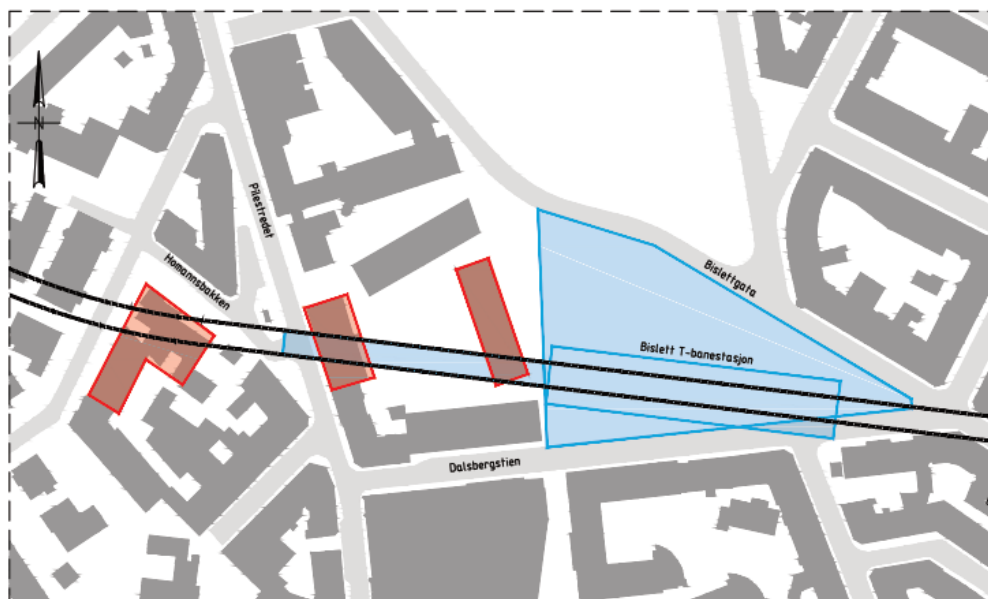 N
Pilestredet
Homannsbakken
Bislettgata
Bislett T-banestasjon
Dalsbergstien